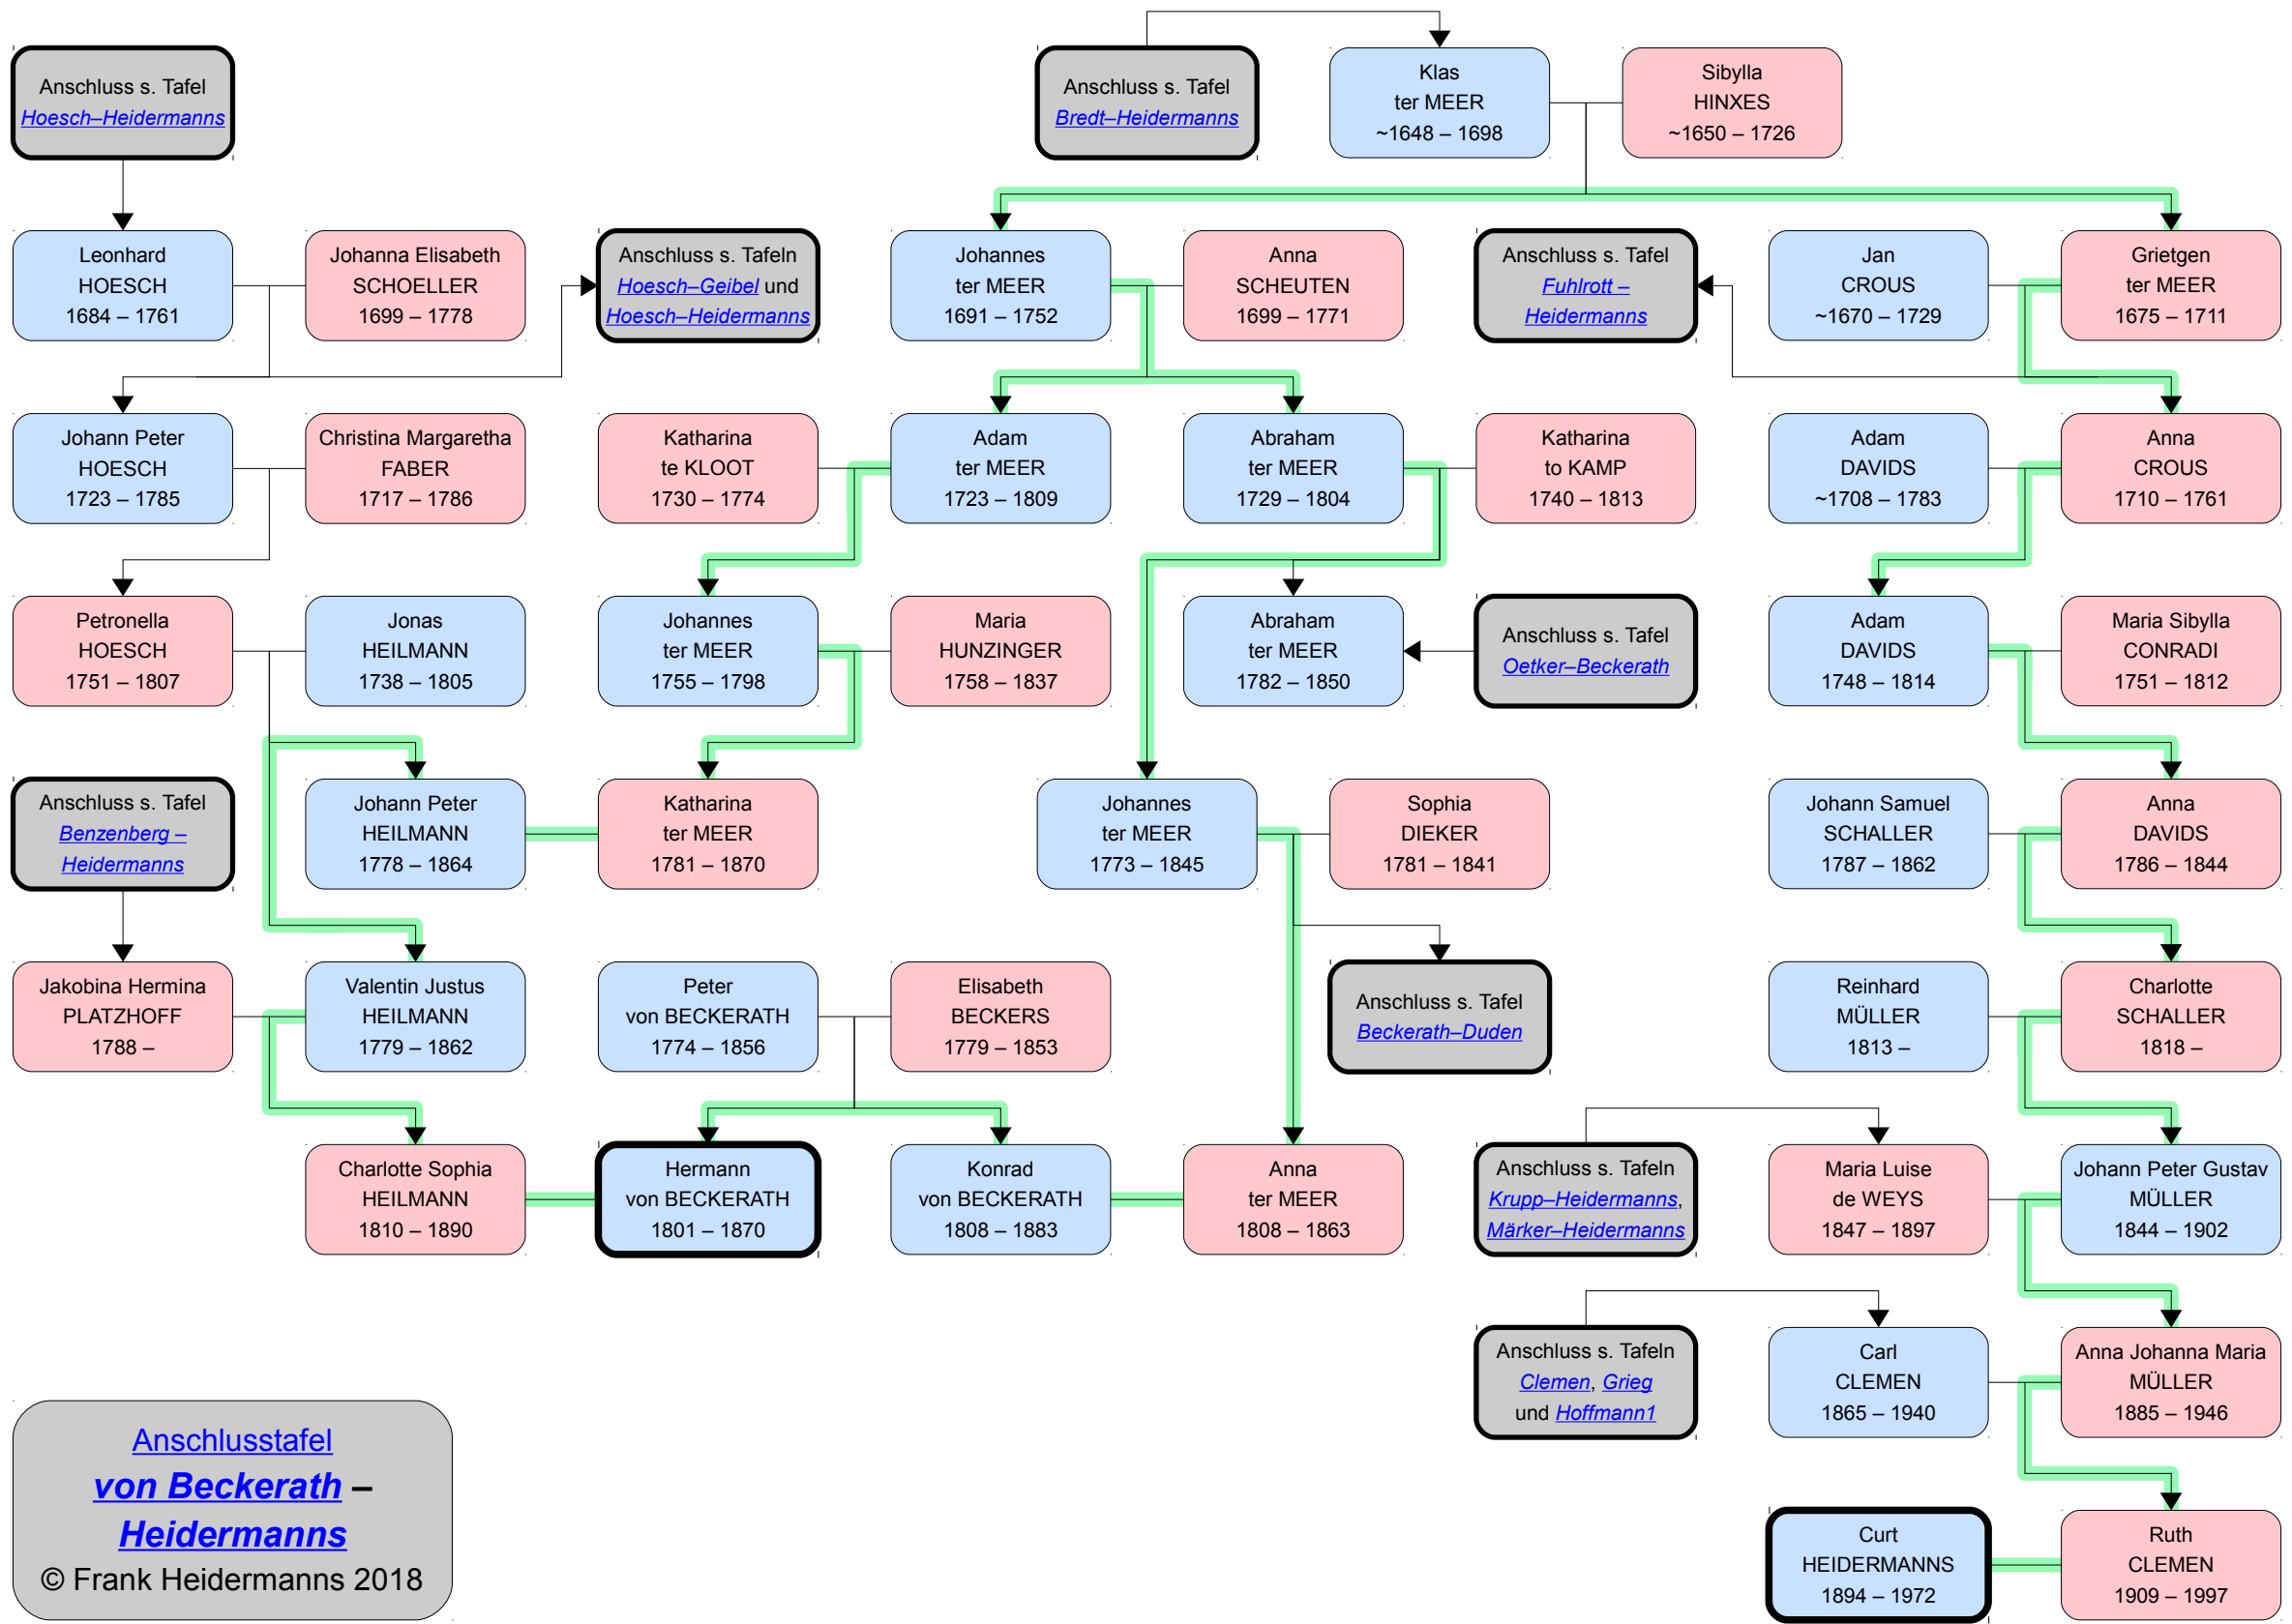 Anschluss s. Tafel
Hoesch–Heidermanns
Anschluss s. Tafel
Bredt–Heidermanns
Klas
ter MEER
~1648 – 1698
Sibylla
HINXES
~1650 – 1726
Leonhard
HOESCH
1684 – 1761
Johanna Elisabeth
SCHOELLER
1699 – 1778
Anschluss s. Tafeln
Hoesch–Geibel und
Hoesch–Heidermanns
Johannes
ter MEER
1691 – 1752
Anna
SCHEUTEN
1699 – 1771
Anschluss s. Tafel
Fuhlrott –
Heidermanns
Jan
CROUS
~1670 – 1729
Grietgen
ter MEER
1675 – 1711
Johann Peter
HOESCH
1723 – 1785
Christina Margaretha
FABER
1717 – 1786
Katharina
te KLOOT
1730 – 1774
Adam
ter MEER
1723 – 1809
Abraham
ter MEER
1729 – 1804
Katharina
to KAMP
1740 – 1813
Adam
DAVIDS
~1708 – 1783
Anna
CROUS
1710 – 1761
Petronella
HOESCH
1751 – 1807
Jonas
HEILMANN
1738 – 1805
Johannes
ter MEER
1755 – 1798
Maria
HUNZINGER
1758 – 1837
Abraham
ter MEER
1782 – 1850
Anschluss s. Tafel
Oetker–Beckerath
Adam
DAVIDS
1748 – 1814
Maria Sibylla
CONRADI
1751 – 1812
Anschluss s. Tafel
Benzenberg –
Heidermanns
Johann Peter
HEILMANN
1778 – 1864
Katharina
ter MEER
1781 – 1870
Johannes
ter MEER
1773 – 1845
Sophia
DIEKER
1781 – 1841
Johann Samuel
SCHALLER
1787 – 1862
Anna
DAVIDS
1786 – 1844
Jakobina Hermina
PLATZHOFF
1788 –
Valentin Justus
HEILMANN
1779 – 1862
Peter
von BECKERATH
1774 – 1856
Elisabeth
BECKERS
1779 – 1853
Anschluss s. Tafel
Beckerath–Duden
Reinhard
MÜLLER
1813 –
Charlotte
SCHALLER
1818 –
Charlotte Sophia
HEILMANN
1810 – 1890
Hermann
von BECKERATH
1801 – 1870
Konrad
von BECKERATH
1808 – 1883
Anna
ter MEER
1808 – 1863
Anschluss s. Tafeln
Krupp–Heidermanns,
Märker–Heidermanns
Maria Luise
de WEYS
1847 – 1897
Johann Peter Gustav
MÜLLER
1844 – 1902
Anschluss s. Tafeln
Clemen, Grieg
und Hoffmann1
Carl
CLEMEN
1865 – 1940
Anna Johanna Maria
MÜLLER
1885 – 1946
Anschlusstafel
von Beckerath –
Heidermanns
© Frank Heidermanns 2018
Curt
HEIDERMANNS
1894 – 1972
Ruth
CLEMEN
1909 – 1997